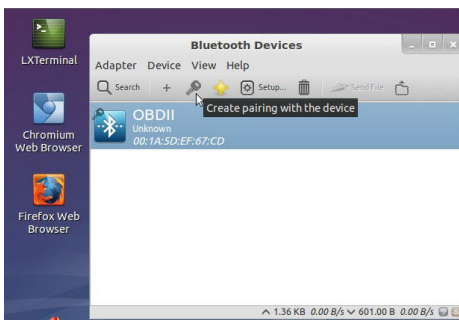 LXTerminal
Chromium
Web Browser
Firefox Web
Browser
Bluetooth Devices
Adapter Device View Help
Search + Setup... Send File
Create pairing with the device
OBDII
Unknown
00:1A:5D:EF:67:CD
1.36 KB 0.00 B/s 601.00 B 0.00 B/s